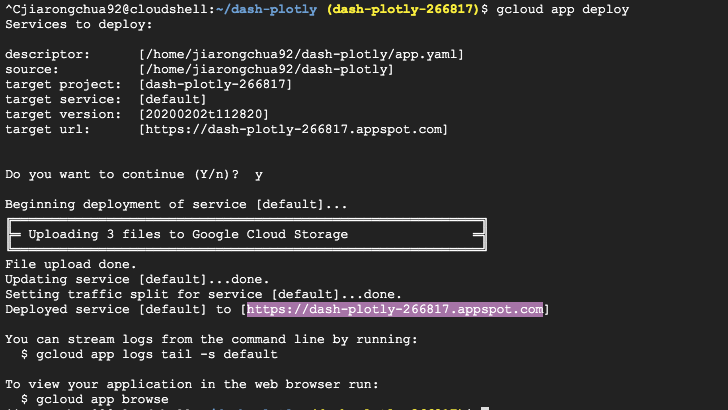 ^Cjiarongchua92@cloudshell:~/dash-plotly (dash-plotly-266817)$ gcloud app deploy
Services to deploy:
descriptor: [/home/jiarongchua92/dash-plotly/app.yaml]
source: [/home/jiarongchua92/dash-plotly]
target project: [dash-plotly-266817]
target service: [default]
target version: [20200202t112820]
target url: [https://dash-plotly-266817.appspot.com]
Do you want to continue (Y/n)? y
Beginning deployment of service [default]...
Uploading 3 files to Google Cloud Storage
File upload done.
Updating service [default]...done.
Setting traffic split for service [default]...done.
Deployed service [default] to [https://dash-plotly-266817.appspot.com]
You can stream logs from the command line by running:
$ gcloud app logs tail -s default
To view your application in the web browser run:
$ gcloud app browse